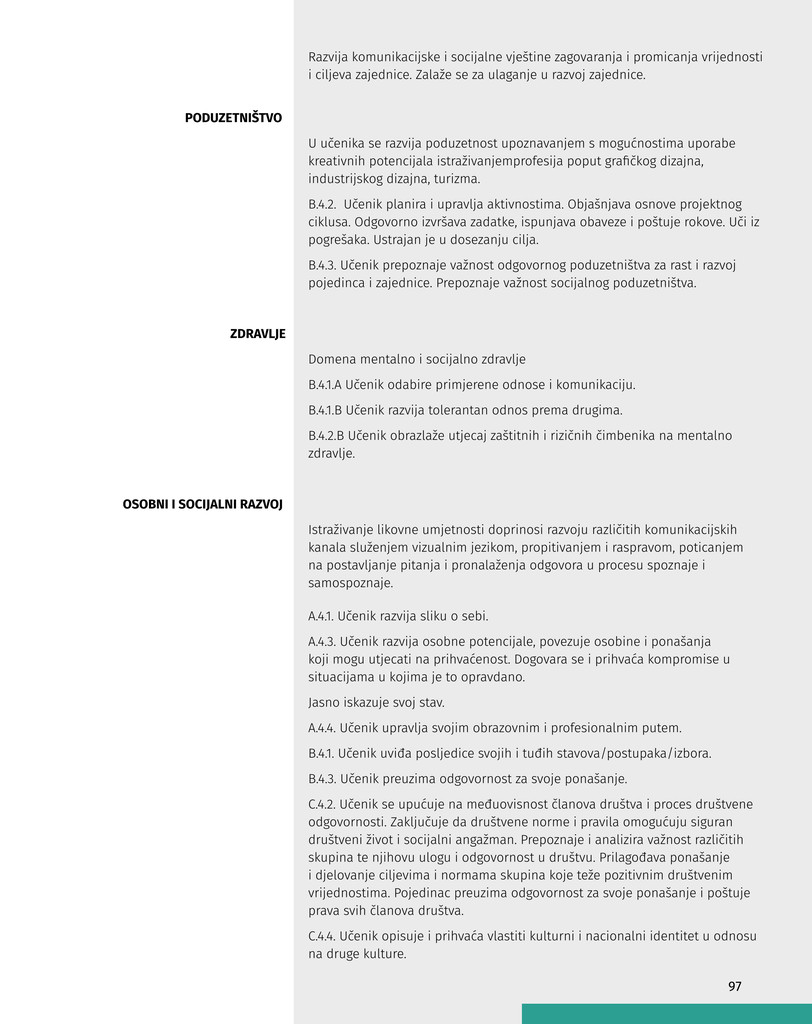 Razvija komunikacijske i socijalne vještine zagovaranja i promicanja vrijednosti
i ciljeva zajednice. Zalaže se za ulaganje u razvoj zajednice.
PODUZETNIŠTVO
U učenika se razvija poduzetnost upoznavanjem s mogućnostima uporabe
kreativnih potencijala istraživanjemprofesija poput grafičkog dizajna,
industrijskog dizajna, turizma.
B.4.2. Učenik planira i upravlja aktivnostima. Objašnjava osnove projektnog
ciklusa. Odgovorno izvršava zadatke, ispunjava obaveze i poštuje rokove. Uči iz
pogrešaka. Ustrajan je u dosezanju cilja.
B.4.3. Učenik prepoznaje važnost odgovornog poduzetništva za rast i razvoj
pojedinca i zajednice. Prepoznaje važnost socijalnog poduzetništva.
ZDRAVLJE
Domena mentalno i socijalno zdravlje
B.4.1.A Učenik odabire primjerene odnose i komunikaciju.
B.4.1.B Učenik razvija tolerantan odnos prema drugima.
B.4.2.B Učenik obrazlaže utjecaj zaštitnih i rizičnih čimbenika na mentalno
zdravlje.
OSOBNI I SOCIJALNI RAZVOJ
Istraživanje likovne umjetnosti doprinosi razvoju različitih komunikacijskih
kanala služenjem vizualnim jezikom, propitivanjem i raspravom, poticanjem
na postavljanje pitanja i pronalaženja odgovora u procesu spoznaje i
samospoznaje.
A.4.1. Učenik razvija sliku o sebi.
A.4.3. Učenik razvija osobne potencijale, povezuje osobine i ponašanja
koji mogu utjecati na prihvaćenost. Dogovara se i prihvaća kompromise u
situacijama u kojima je to opravdano.
Jasno iskazuje svoj stav.
A.4.4. Učenik upravlja svojim obrazovnim i profesionalnim putem.
B.4.1. Učenik uviđa posljedice svojih i tuđih stavova/postupaka/izbora.
B.4.3. Učenik preuzima odgovornost za svoje ponašanje.
C.4.2. Učenik se upućuje na međuovisnost članova društva i proces društvene
odgovornosti. Zaključuje da društvene norme i pravila omogućuju siguran
društveni život i socijalni angažman. Prepoznaje i analizira važnost različitih
skupina te njihovu ulogu i odgovornost u društvu. Prilagođava ponašanje
i djelovanje ciljevima i normama skupina koje teže pozitivnim društvenim
vrijednostima. Pojedinac preuzima odgovornost za svoje ponašanje i poštuje
prava svih članova društva.
C.4.4. Učenik opisuje i prihvaća vlastiti kulturni i nacionalni identitet u odnosu
na druge kulture.
97